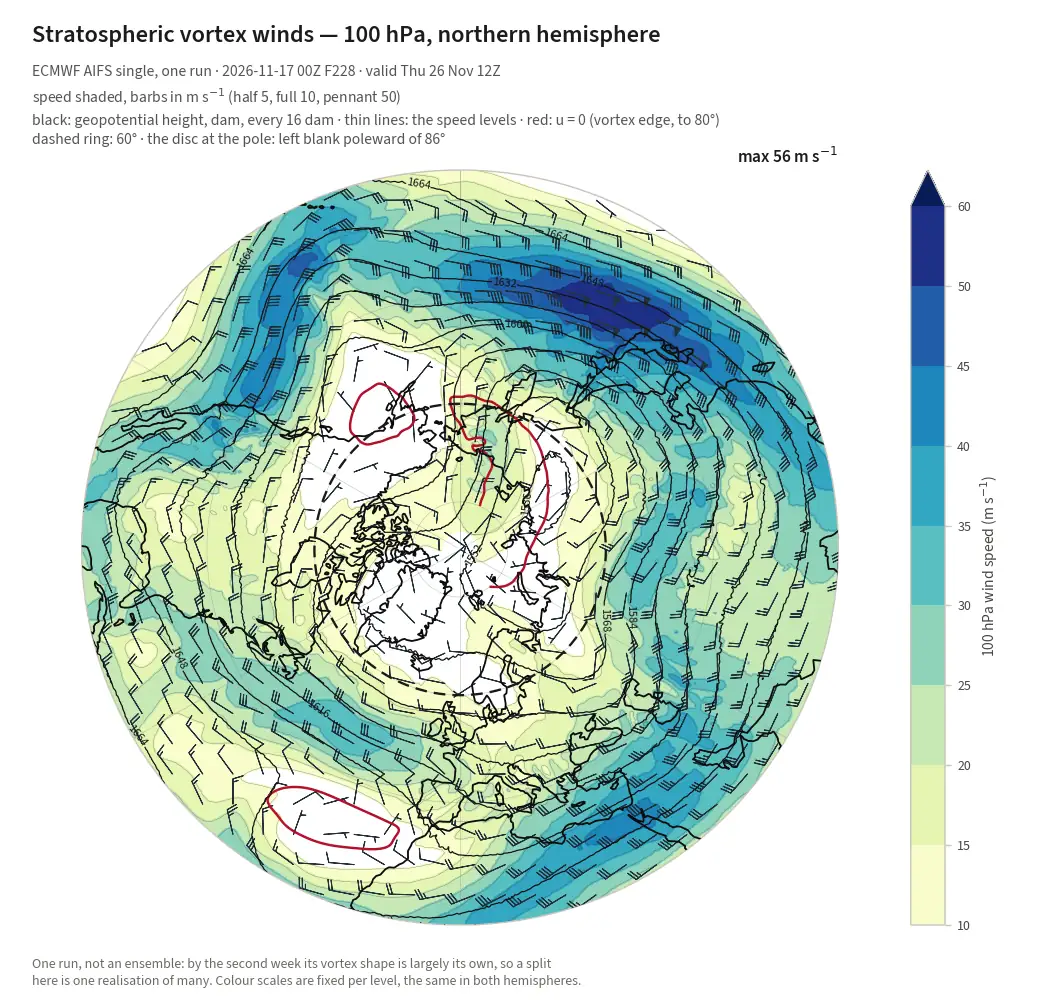 Stratospheric vortex winds — 100 hPa, northern hemisphere
ECMWF AIFS single, one run · 2026-11-17 00Z F228 · valid Thu 26 Nov 12Z
speed shaded, barbs in m s⁻¹ (half 5, full 10, pennant 50)
black: geopotential height, dam, every 16 dam · thin lines: the speed levels · red: u = 0 (vortex edge, to 80°)
dashed ring: 60° · the disc at the pole: left blank poleward of 86°
max 56 m s⁻¹
1664
1664
1664
1632
1568
1584
1648
1616
1664
60
50
45
40
35
30
25
20
15
10
100 hPa wind speed (m s⁻¹)
One run, not an ensemble: by the second week its vortex shape is largely its own, so a split
here is one realisation of many. Colour scales are fixed per level, the same in both hemispheres.